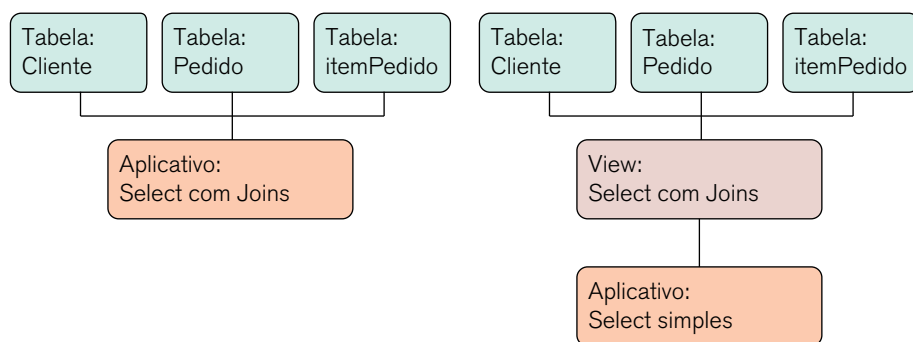 Tabela:
Cliente
Tabela:
Pedido
Tabela:
itemPedido
Aplicativo:
Select com Joins
Tabela:
Cliente
Tabela:
Pedido
Tabela:
itemPedido
View:
Select com Joins
Aplicativo:
Select simples